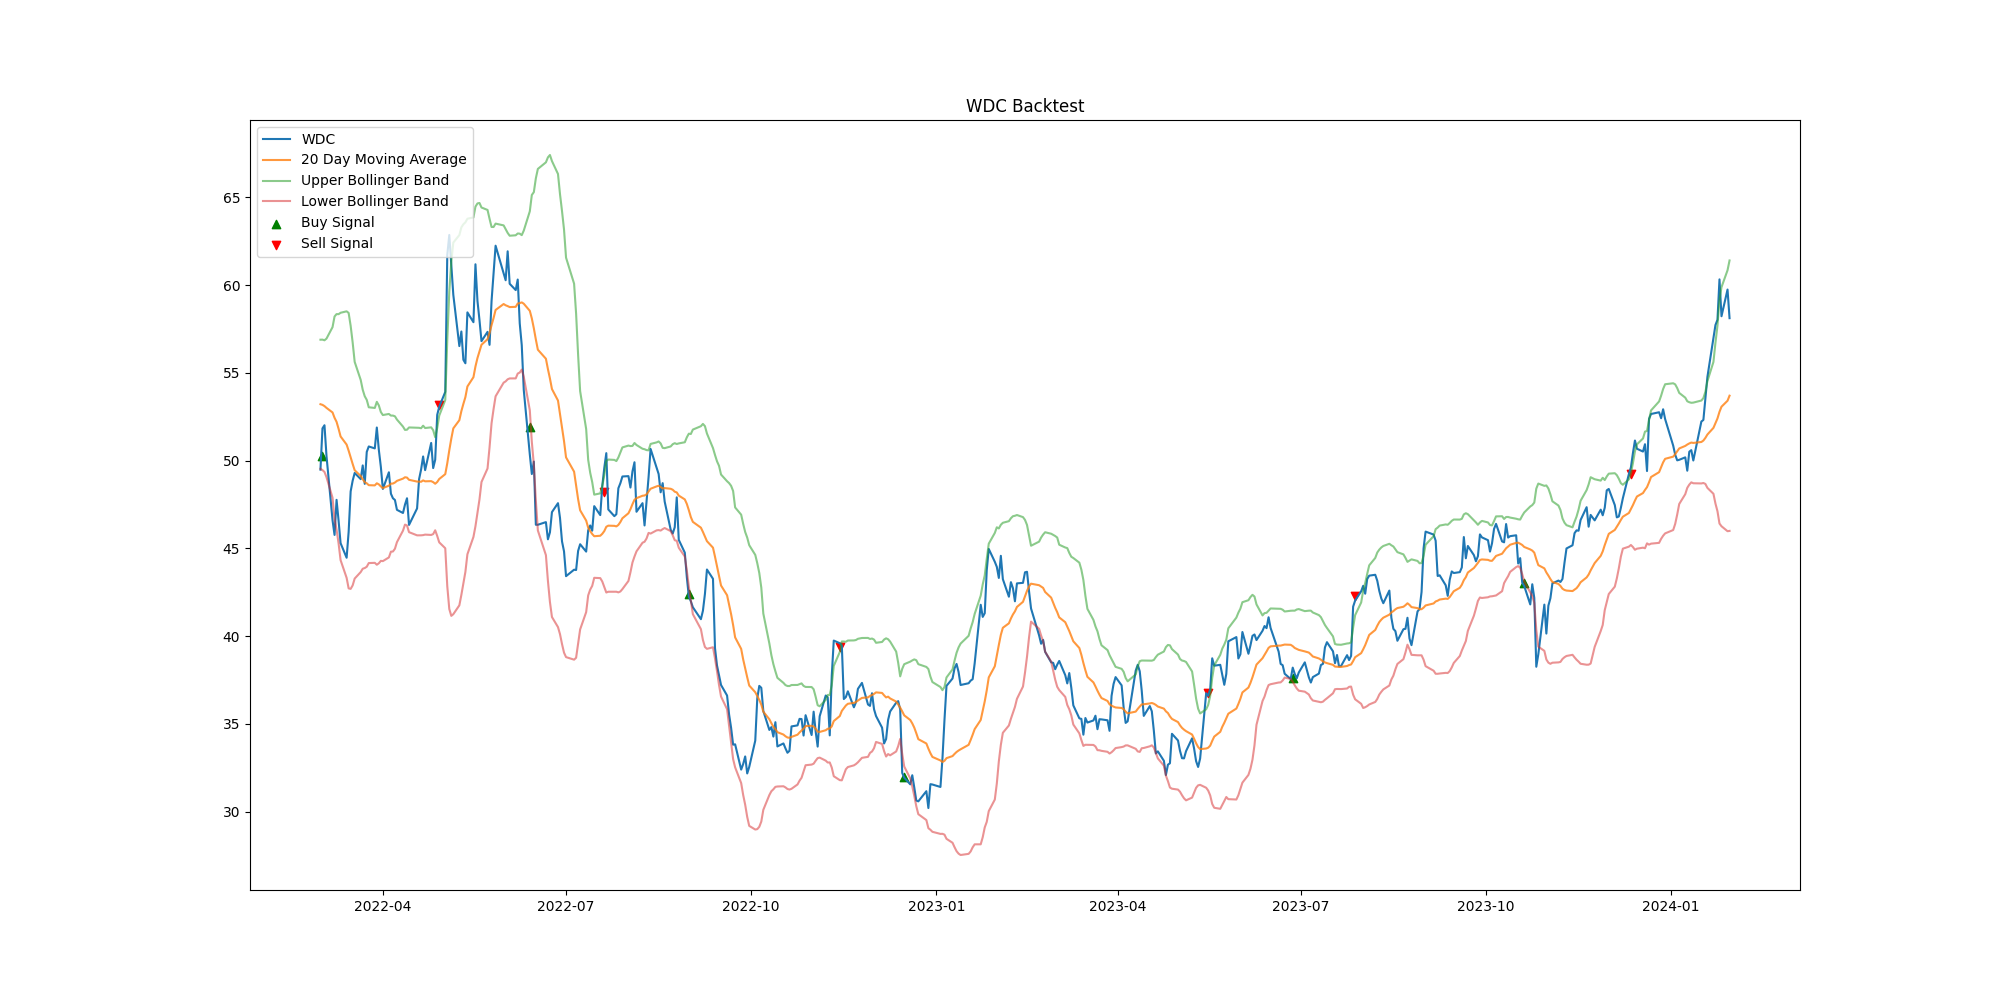 WDC Backtest
WDC
20 Day Moving Average
Upper Bollinger Band
Lower Bollinger Band
Buy Signal
Sell Signal
65
60
55
50
45
40
35
30
2022-04 2022-07 2022-10 2023-01 2023-04 2023-07 2023-10 2024-01